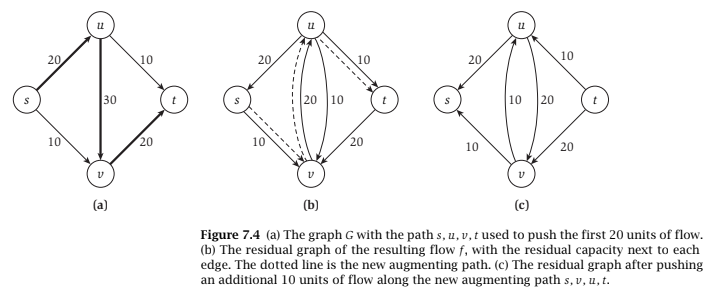 u
20
10
s
30
t
10
20
v
(a)
u
20
10
s
20
10
t
10
20
v
(b)
u
20
10
s
10
20
t
10
20
v
(c)
Figure 7.4 (a) The graph G with the path s, u, v, t used to push the first 20 units of flow.
(b) The residual graph of the resulting flow f, with the residual capacity next to each
edge. The dotted line is the new augmenting path. (c) The residual graph after pushing
an additional 10 units of flow along the new augmenting path s, v, u, t.